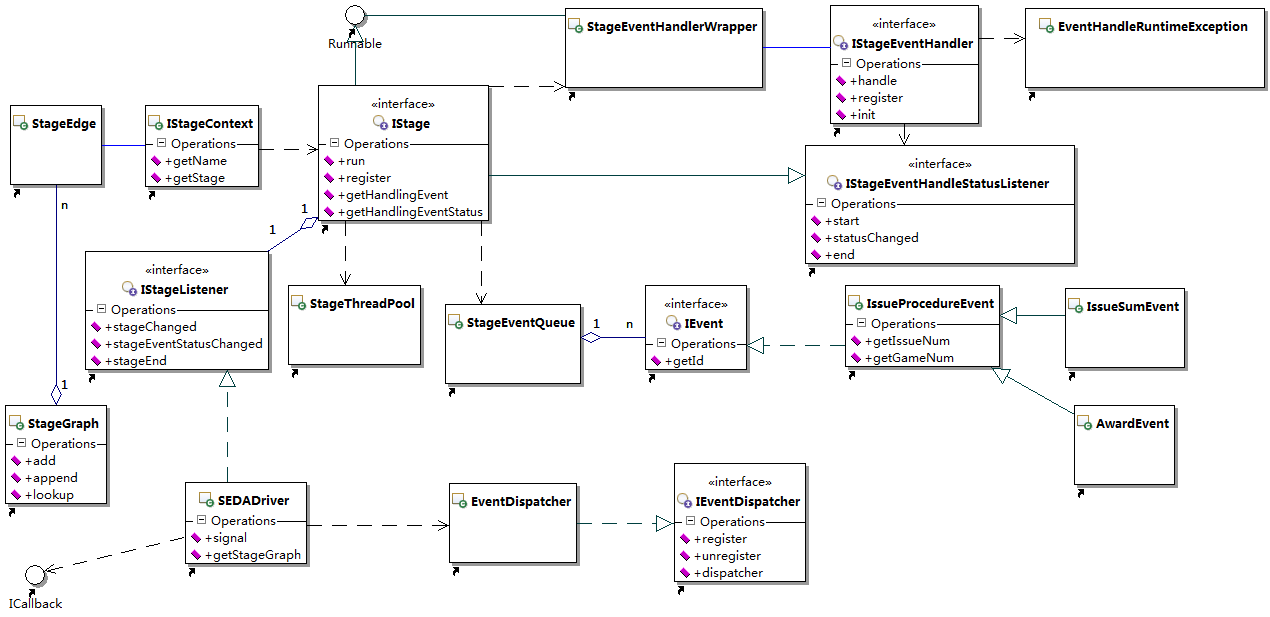 Runnable
StageEventHandlerWrapper
«interface»
IStageEventHandler
Operations
+handle
+register
+init
EventHandleRuntimeException
StageEdge
IStageContext
Operations
+getName
+getStage
«interface»
IStage
Operations
+run
+register
+getHandlingEvent
+getHandlingEventStatus
«interface»
IStageEventHandleStatusListener
Operations
+start
+statusChanged
+end
n
1
1
«interface»
IStageListener
Operations
+stageChanged
+stageEventStatusChanged
+stageEnd
StageThreadPool
StageEventQueue
1
n
«interface»
IEvent
Operations
+getId
IssueProcedureEvent
Operations
+getIssueNum
+getGameNum
IssueSumEvent
1
StageGraph
Operations
+add
+append
+lookup
AwardEvent
SEDADriver
Operations
+signal
+getStageGraph
EventDispatcher
«interface»
IEventDispatcher
Operations
+register
+unregister
+dispatcher
ICallback